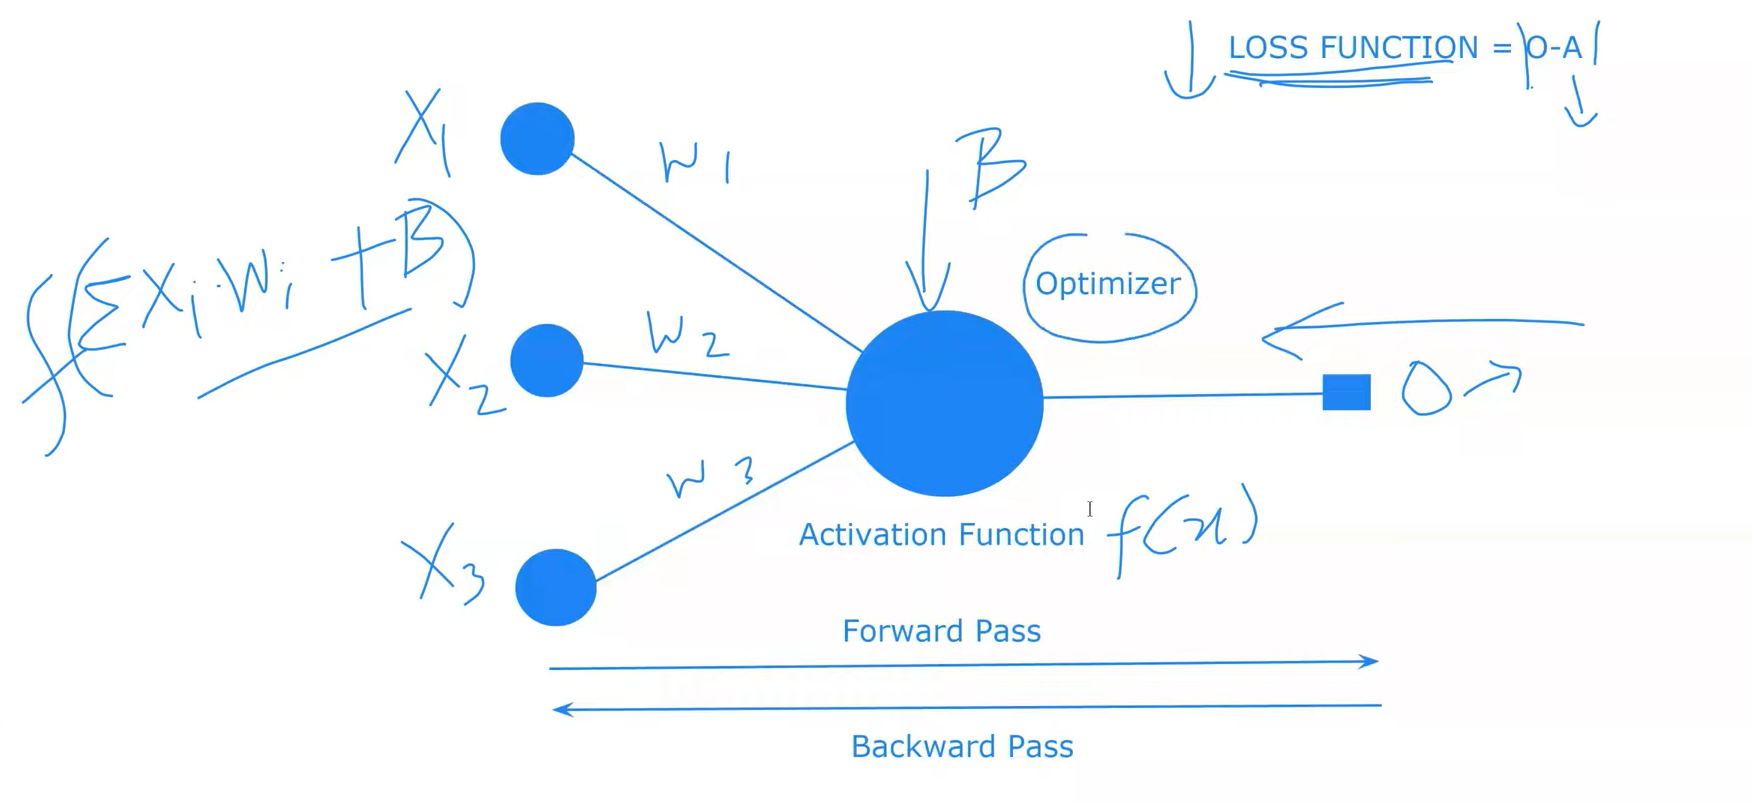 LOSS FUNCTION = |O-A|
X1
W1
B
f(ΣXi.Wi + B)
Optimizer
W2
X2
O
W3
Activation Function f(x)
X3
Forward Pass
Backward Pass